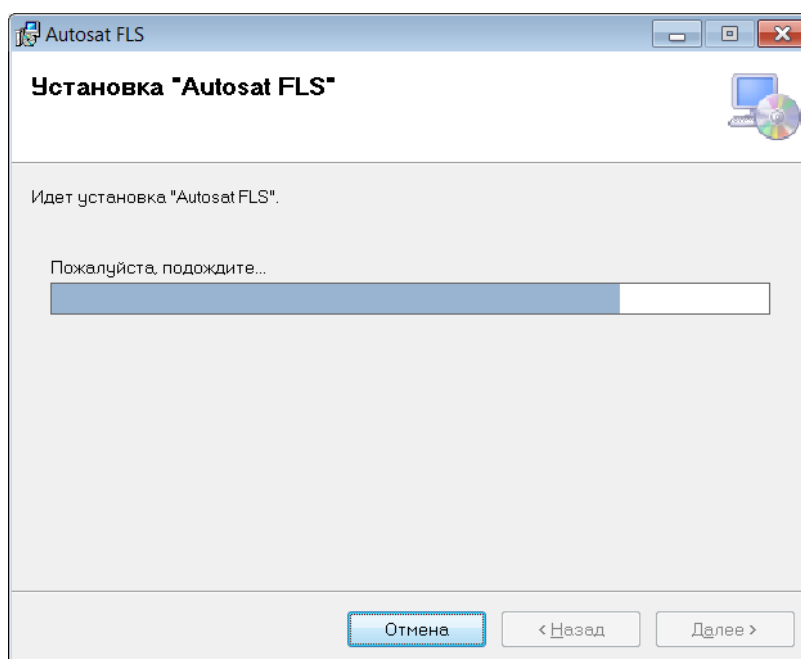 Autosat FLS
Установка "Autosat FLS"
Идет установка "Autosat FLS".
Пожалуйста, подождите...
Отмена
< Назад
Далее >